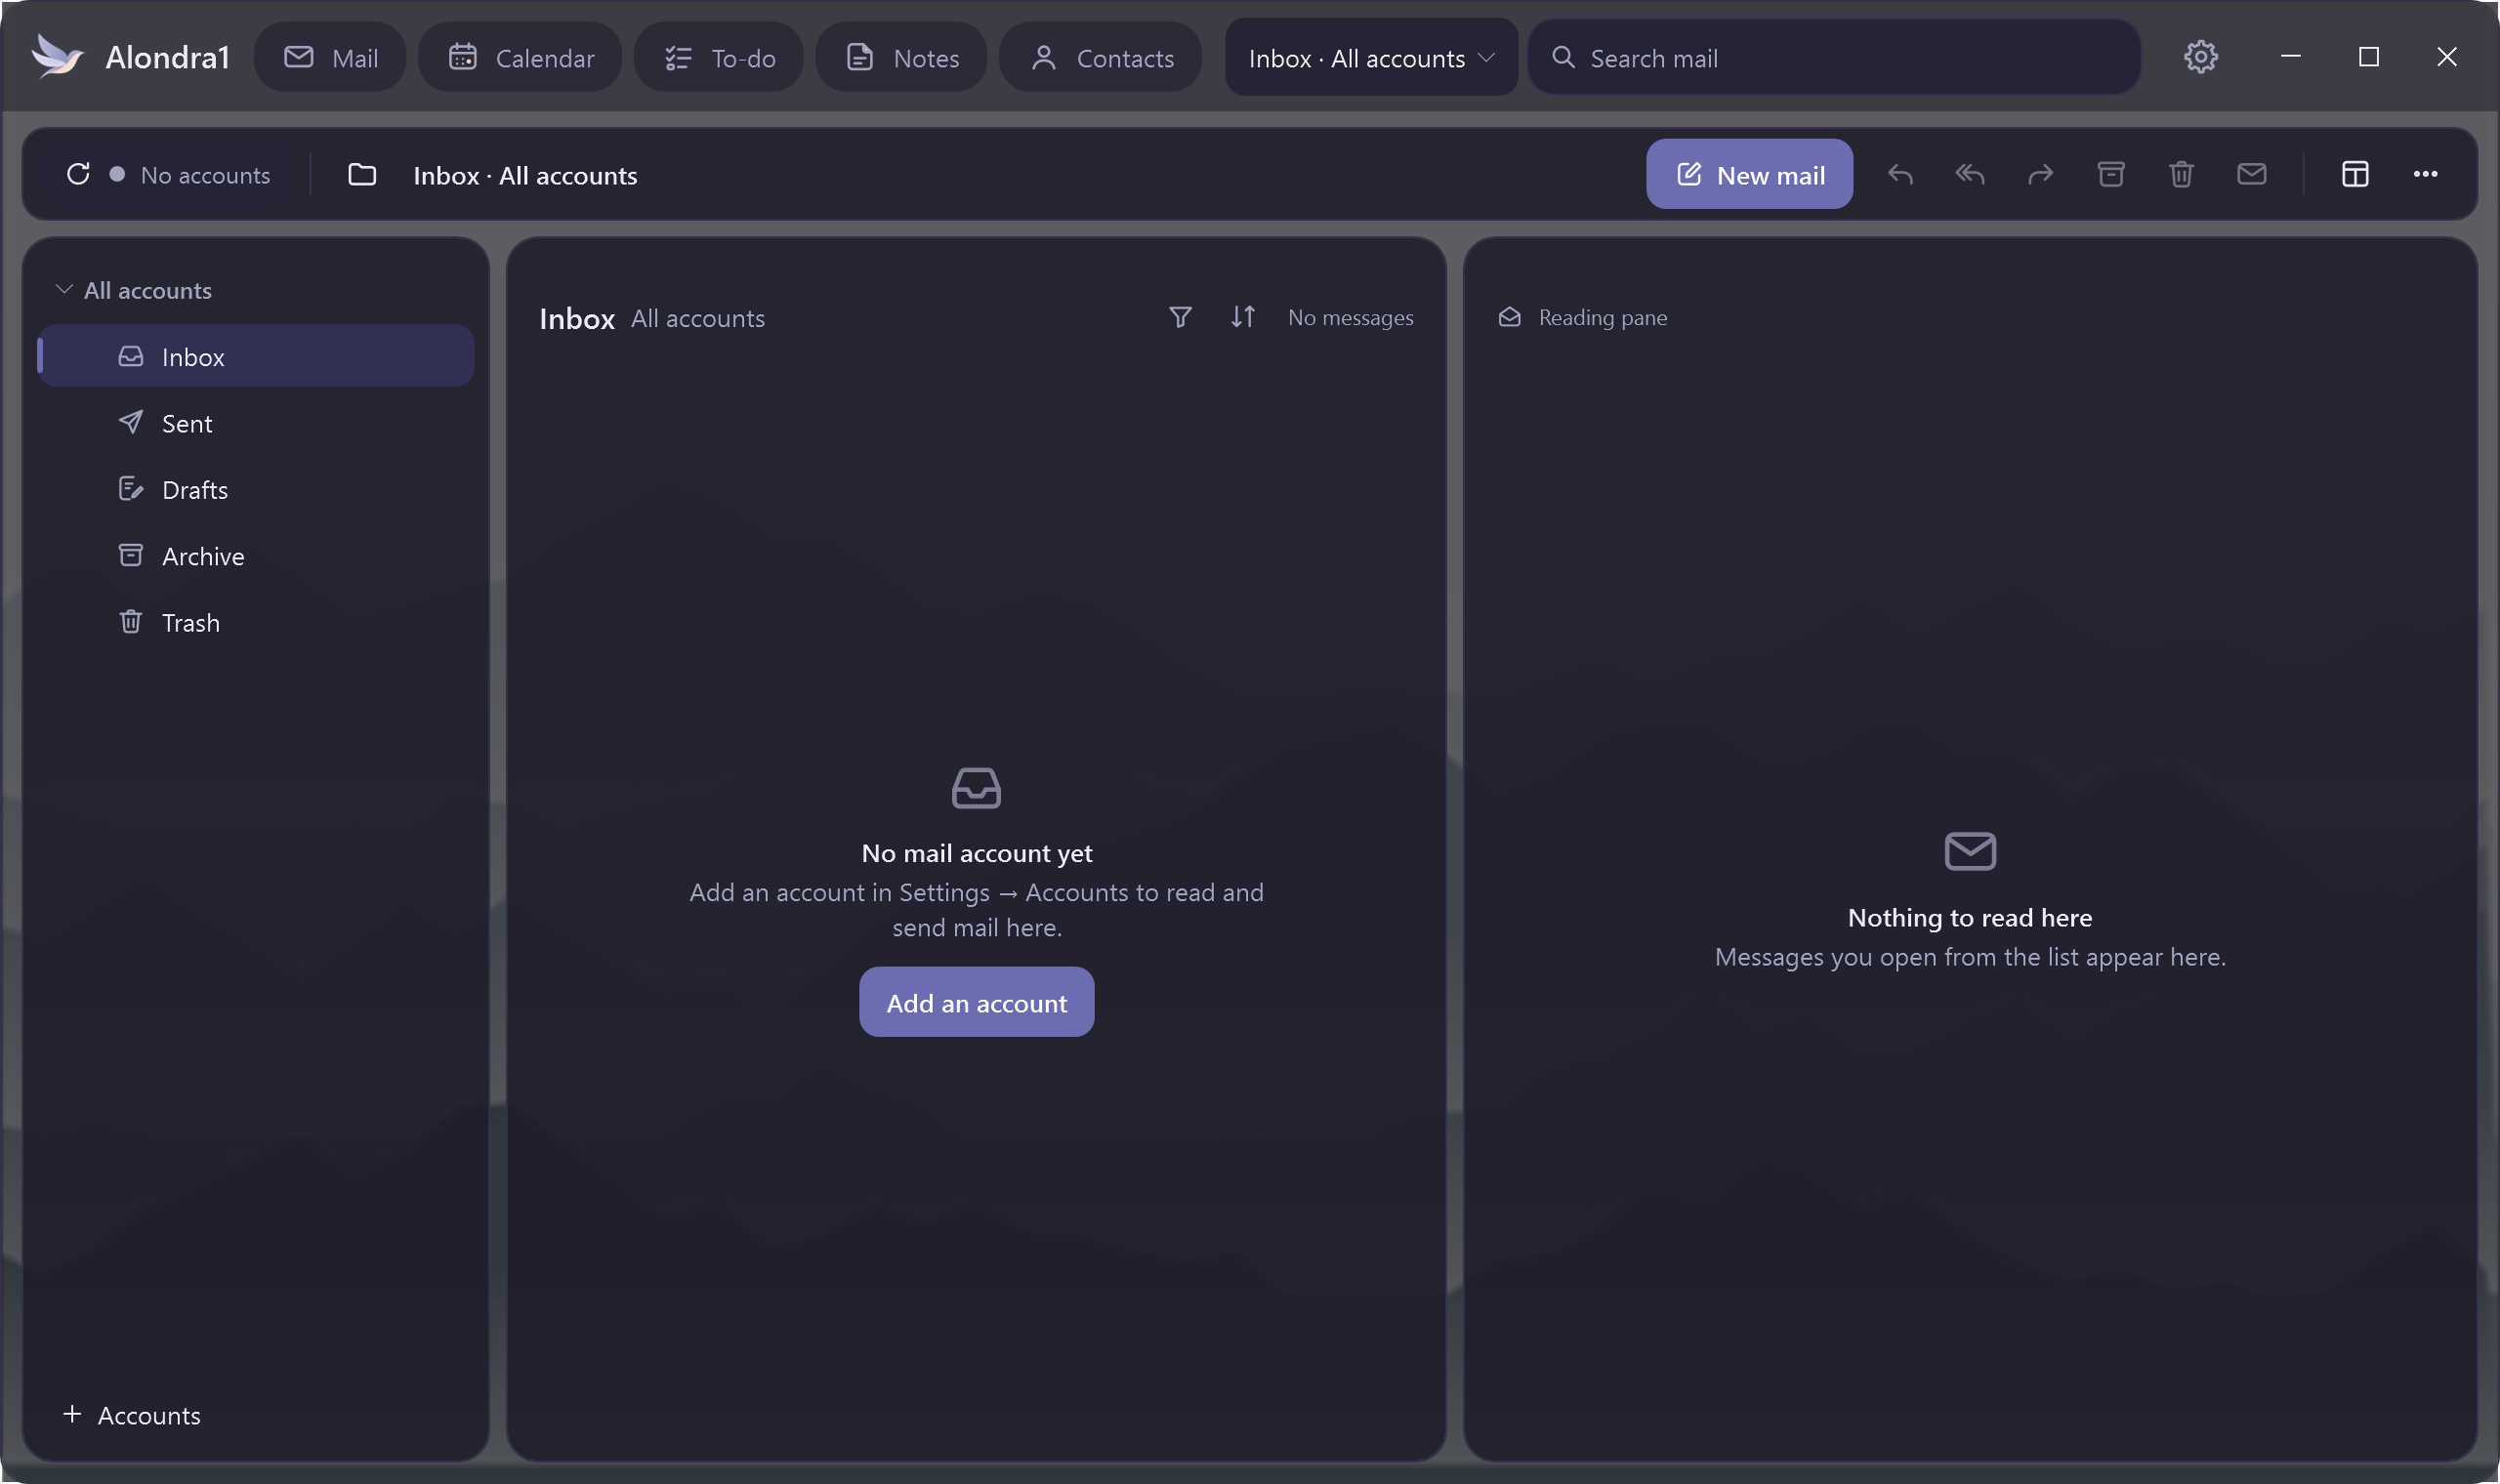 Alondra1
Mail
Calendar
To-do
Notes
Contacts
Inbox · All accounts
Search mail
No accounts
Inbox · All accounts
New mail
All accounts
Inbox
Sent
Drafts
Archive
Trash
Accounts
Inbox All accounts
No messages
No mail account yet
Add an account in Settings → Accounts to read and
send mail here.
Add an account
Reading pane
Nothing to read here
Messages you open from the list appear here.